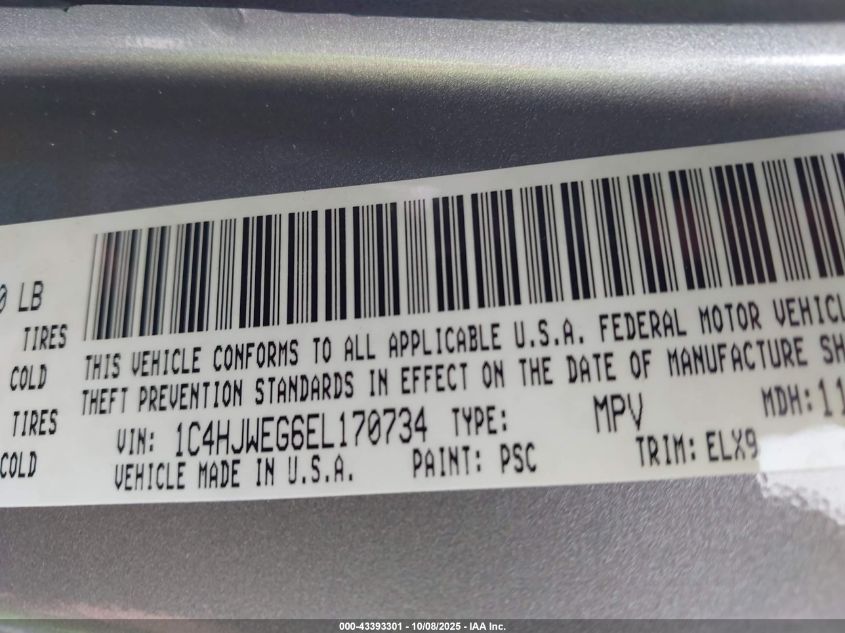 0 LB
TIRES
COLD
TIRES
COLD
THIS VEHICLE CONFORMS TO ALL APPLICABLE U.S.A. FEDERAL MOTOR VEHICL
THEFT PREVENTION STANDARDS IN EFFECT ON THE DATE OF MANUFACTURE SH
VIN: 1C4HJWEG6EL170734 TYPE: MPV MDH: 11
VEHICLE MADE IN U.S.A. PAINT: PSC TRIM: ELX9
000-43393301 - 10/08/2025 - IAA Inc.